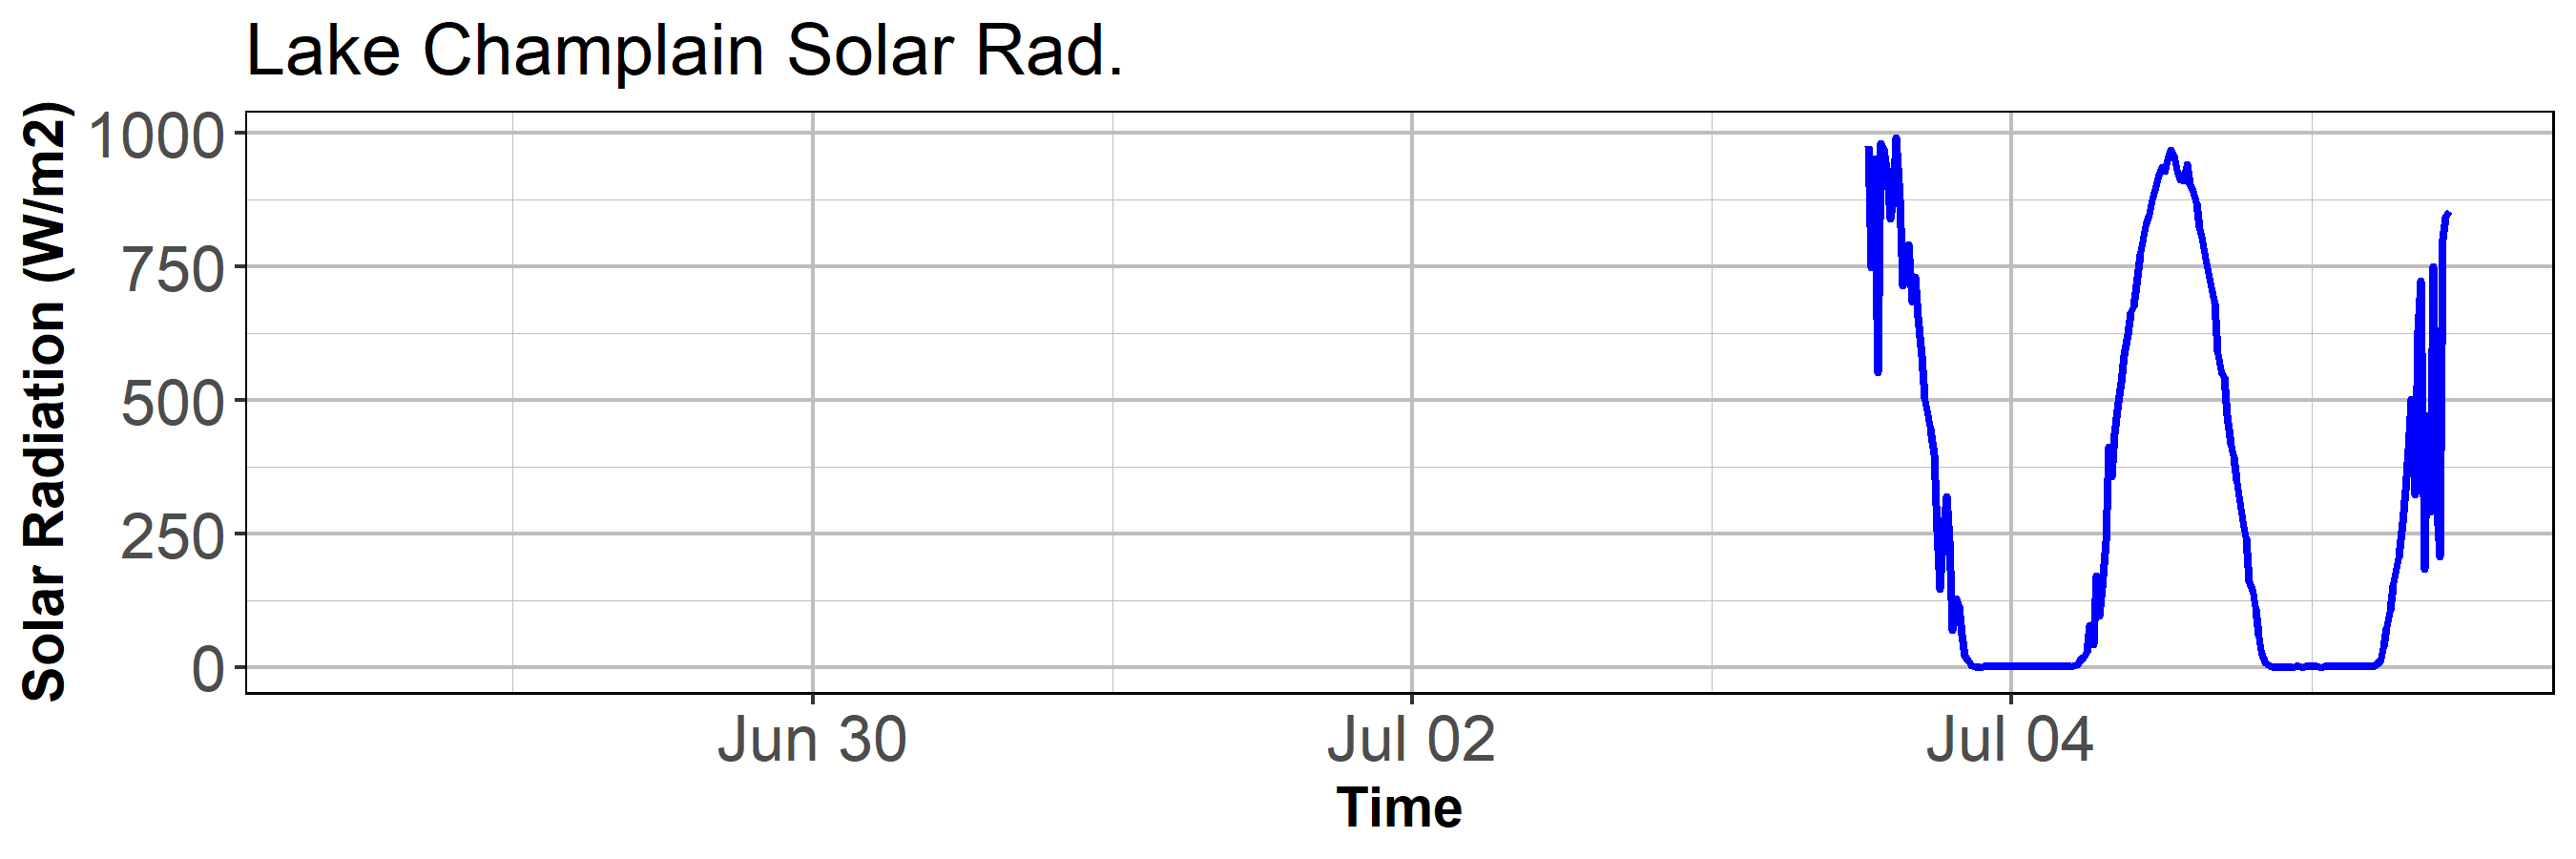 Lake Champlain Solar Rad.
Solar Radiation (W/m2)
1000
750
500
250
0
Jun 30
Jul 02
Jul 04
Time